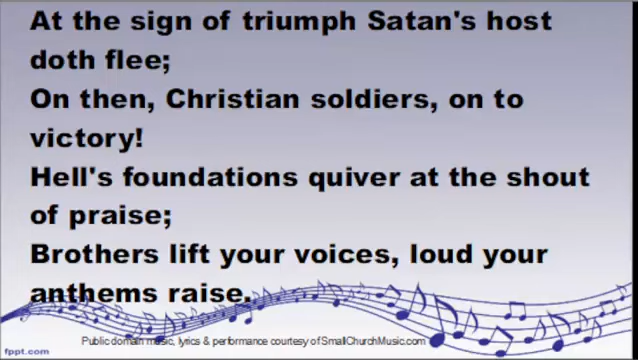 At the sign of triumph Satan's host
doth flee;
On then, Christian soldiers, on to
victory!
Hell's foundations quiver at the shout
of praise;
Brothers lift your voices, loud your
anthems raise.
Public domain music, lyrics & performance courtesy of SmallChurchMusic.com
fppt.com